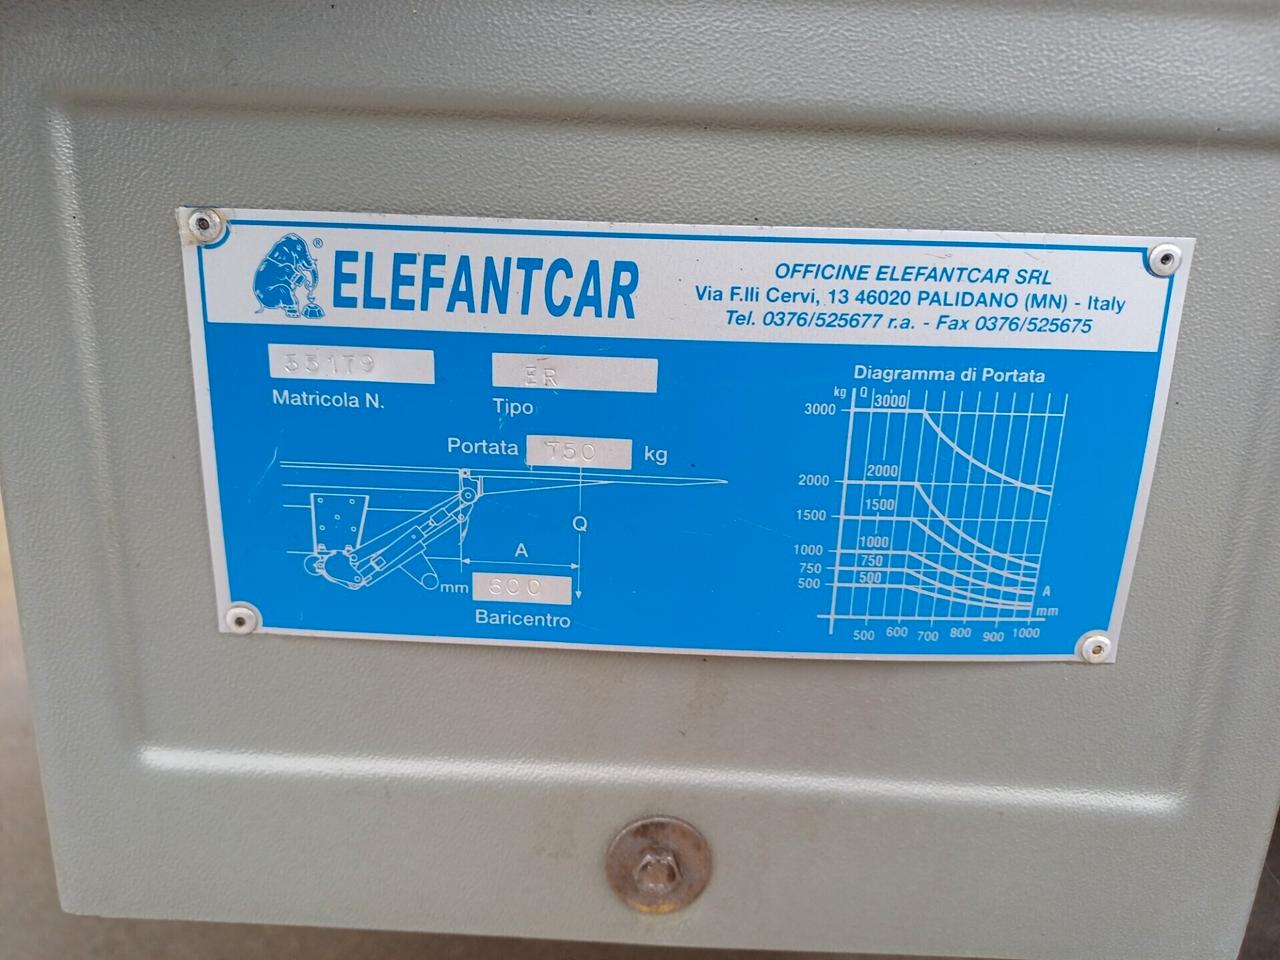 ® ELEFANTCAR
OFFICINE ELEFANTCAR SRL
Via F.lli Cervi, 13 46020 PALIDANO (MN) - Italy
Tel. 0376/525677 r.a. - Fax 0376/525675
Matricola N.
ER
Tipo
Portata 750 kg
Q
A
mm 600
Baricentro
Diagramma di Portata
kg Q
3000 3000
2000 2000
1500 1500
1000 1000
750 750
500 500
A
mm
500 600 700 800 900 1000